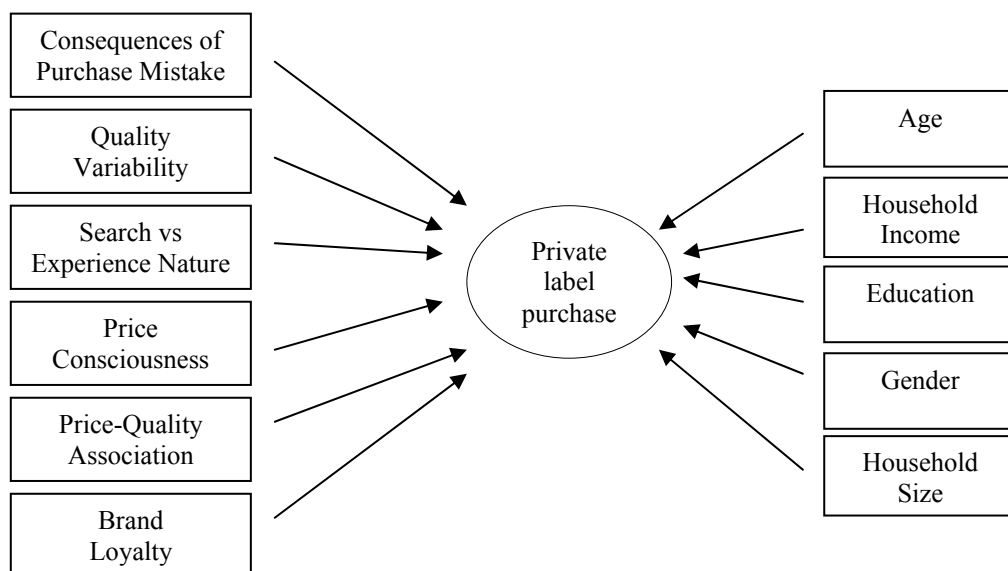 Consequences of
Purchase Mistake
Quality
Variability
Search vs
Experience Nature
Price
Consciousness
Price-Quality
Association
Brand
Loyalty
Private
label
purchase
Age
Household
Income
Education
Gender
Household
Size